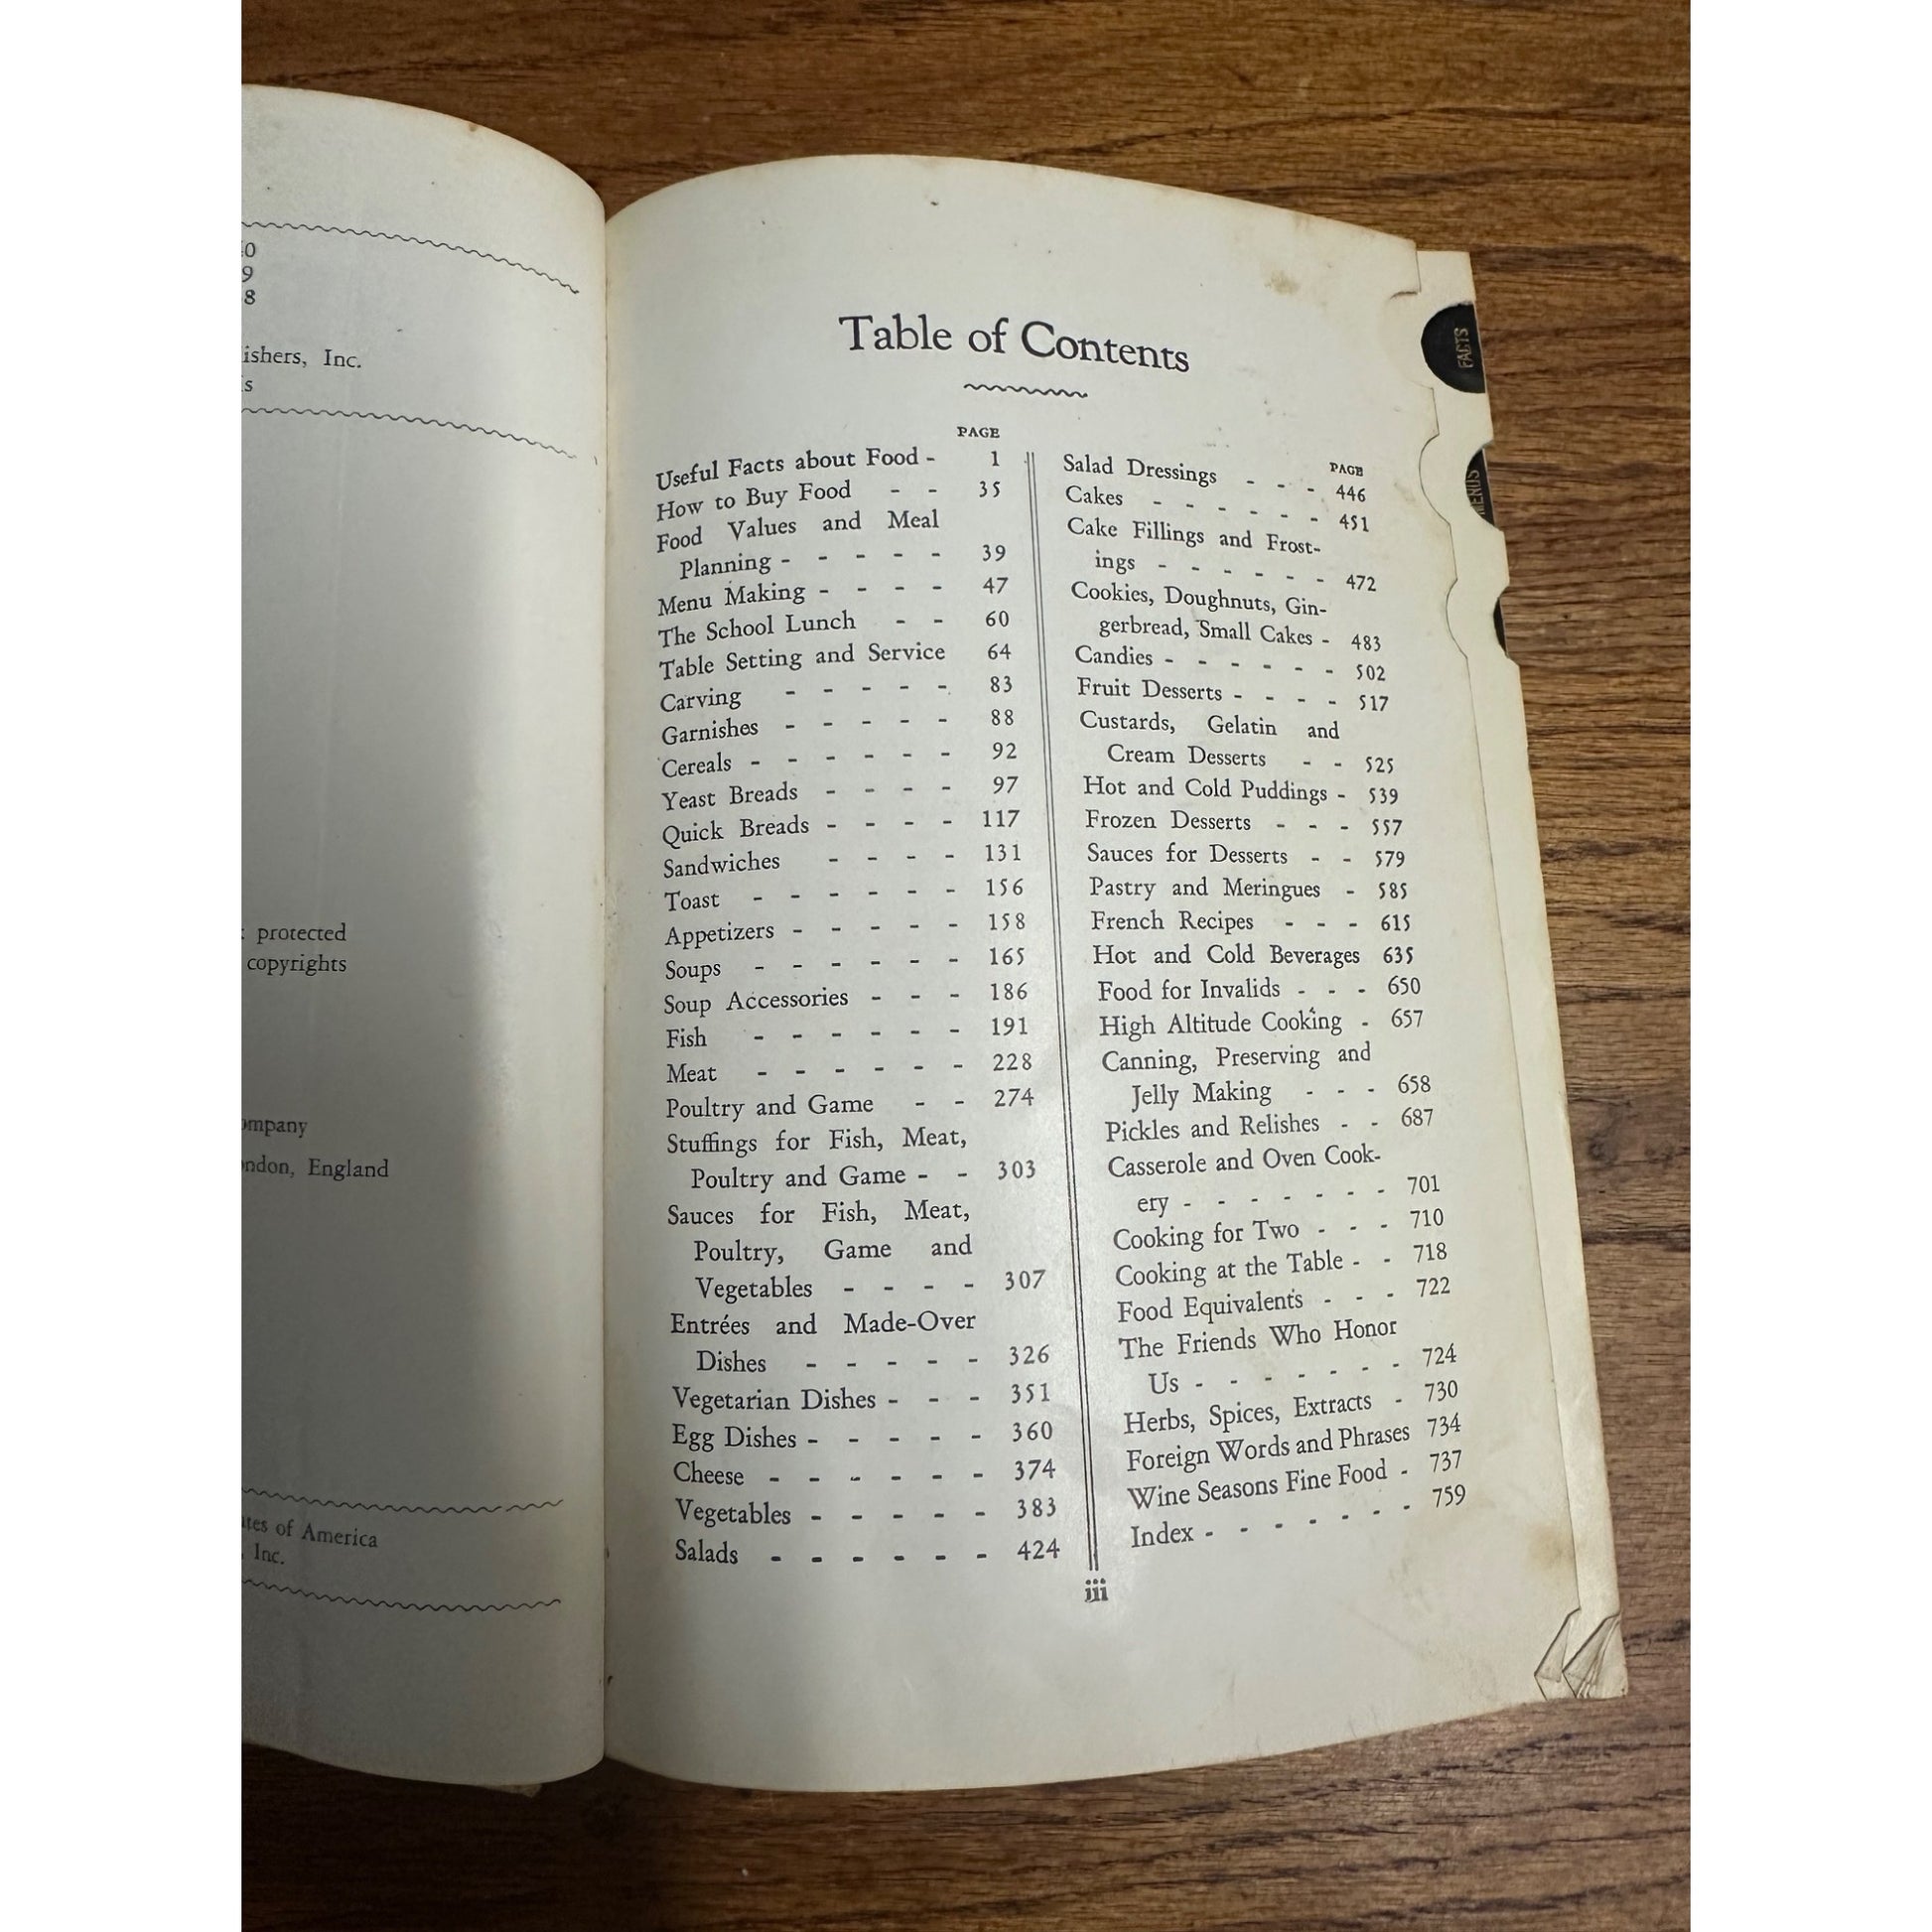 9
8
ishers, Inc.
protected
copyrights
ompany
ondon, England
ates of America
Inc.
Table of Contents
PAGE
Useful Facts about Food - 1
How to Buy Food - - 35
Food Values and Meal
Planning - - - - - 39
Menu Making - - - - 47
The School Lunch - - 60
Table Setting and Service 64
Carving - - - - - 83
Garnishes - - - - - 88
Cereals - - - - - - 92
Yeast Breads - - - - 97
Quick Breads - - - - 117
Sandwiches - - - - 131
Toast - - - - - - 156
Appetizers - - - - - 158
Soups - - - - - - 165
Soup Accessories - - - 186
Fish - - - - - - 191
Meat - - - - - - 228
Poultry and Game - - 274
Stuffings for Fish, Meat,
Poultry and Game - - 303
Sauces for Fish, Meat,
Poultry, Game and
Vegetables - - - - 307
Entrées and Made-Over
Dishes - - - - - 326
Vegetarian Dishes - - - 351
Egg Dishes - - - - - 360
Cheese - - - - - - 374
Vegetables - - - - - 383
Salads - - - - - - 424
PAGE
Salad Dressings - - - 446
Cakes - - - - - - 451
Cake Fillings and Frost-
ings - - - - - - 472
Cookies, Doughnuts, Gin-
gerbread, Small Cakes - 483
Candies - - - - - - 502
Fruit Desserts - - - - 517
Custards, Gelatin and
Cream Desserts - - 525
Hot and Cold Puddings - 539
Frozen Desserts - - - 557
Sauces for Desserts - - 579
Pastry and Meringues - 585
French Recipes - - - 615
Hot and Cold Beverages 635
Food for Invalids - - - 650
High Altitude Cooking - 657
Canning, Preserving and
Jelly Making - - - 658
Pickles and Relishes - - 687
Casserole and Oven Cook-
ery - - - - - - - 701
Cooking for Two - - - 710
Cooking at the Table - - 718
Food Equivalents - - - 722
The Friends Who Honor
Us - - - - - - - 724
Herbs, Spices, Extracts - 730
Foreign Words and Phrases 734
Wine Seasons Fine Food - 737
Index - - - - - - - 759
iii
FACTS
MENUS